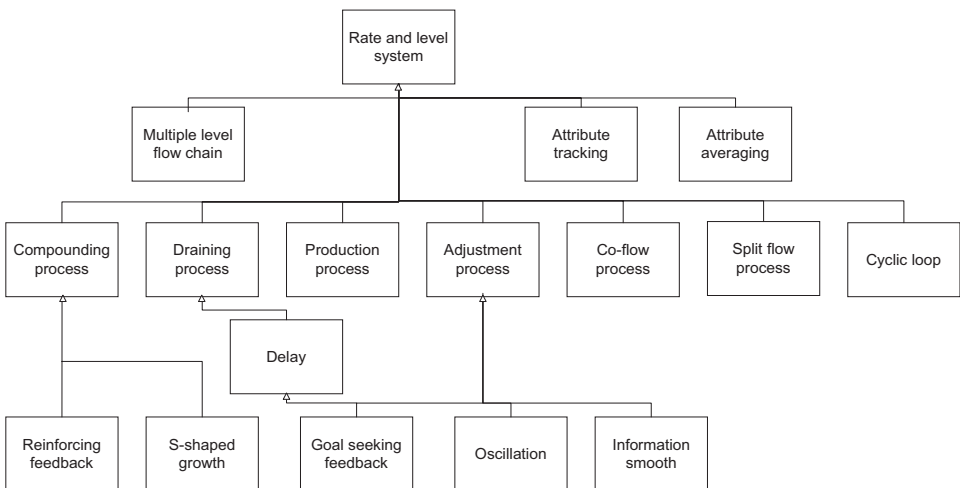 Rate and level
system
Multiple level
flow chain
Attribute
tracking
Attribute
averaging
Compounding
process
Draining
process
Production
process
Adjustment
process
Co-flow
process
Split flow
process
Cyclic loop
Delay
Reinforcing
feedback
S-shaped
growth
Goal seeking
feedback
Oscillation
Information
smooth